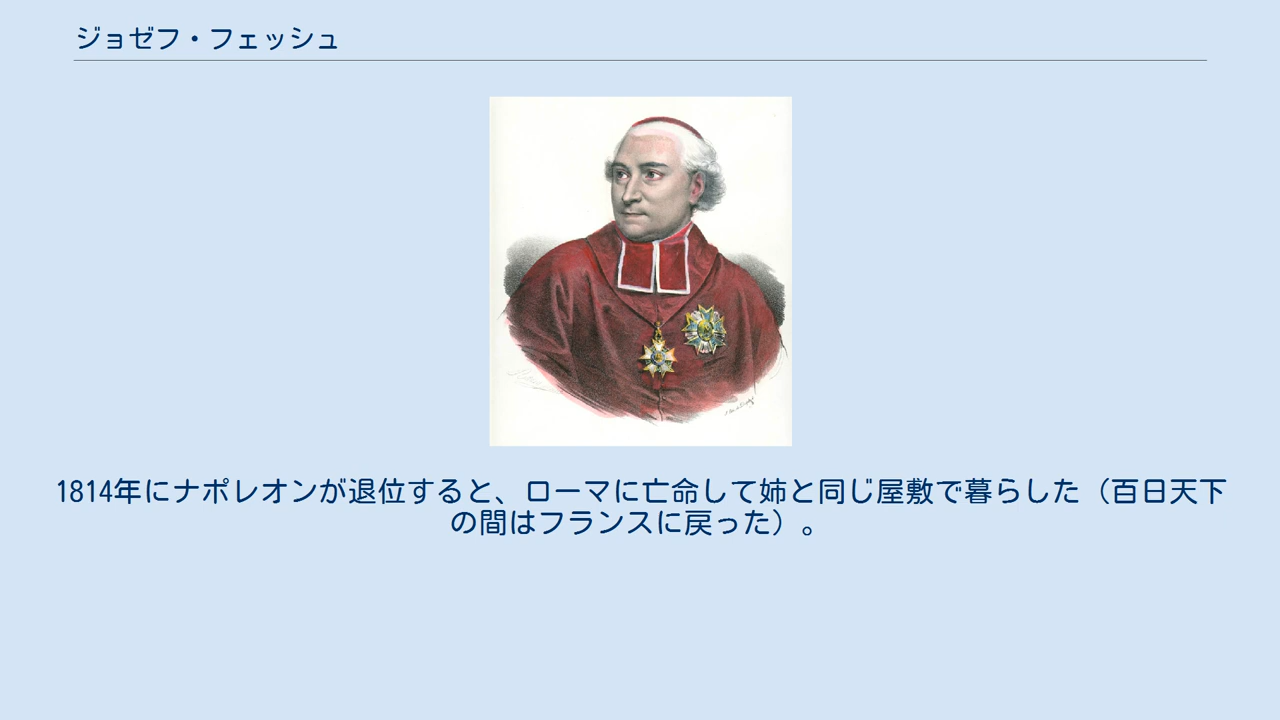 ジョゼフ・フェッシュ
1814年にナポレオンが退位すると、ローマに亡命して姉と同じ屋敷で暮らした（百日天下
の間はフランスに戻った）。